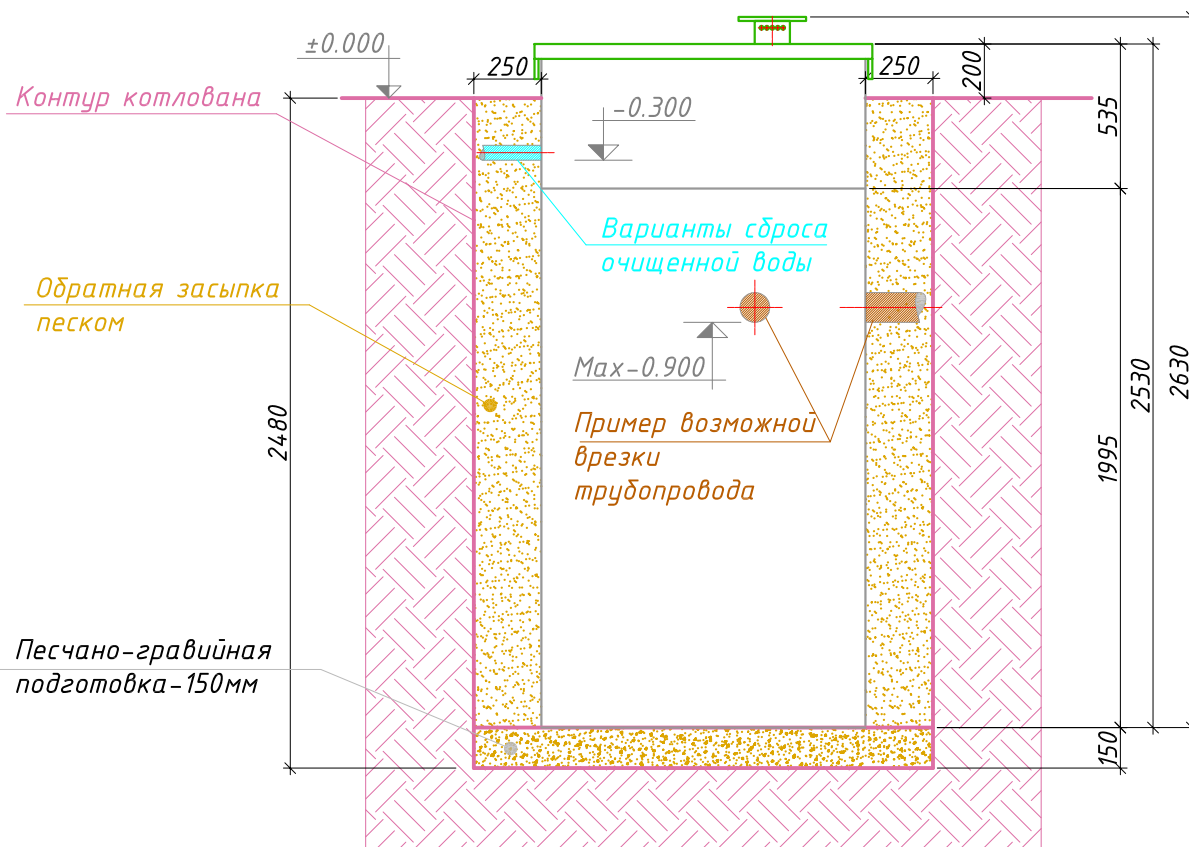 ±0.000
250
250
200
Контур котлована
-0.300
535
Варианты сброса
очищенной воды
Обратная засыпка
песком
Max-0.900
2630
2530
2480
1995
Пример возможной
врезки
трубопровода
Песчано-гравийная
подготовка-150мм
150